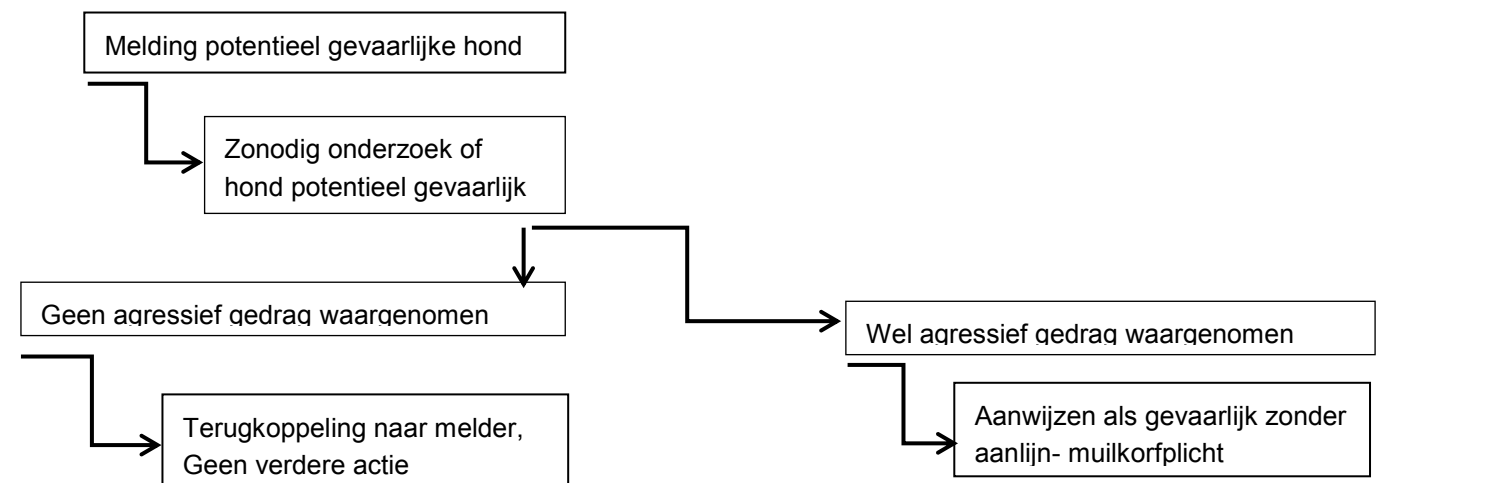 Melding potentieel gevaarlijke hond
Zonodig onderzoek of
hond potentieel gevaarlijk
Geen agressief gedrag waargenomen
Wel agressief gedrag waargenomen
Terugkoppeling naar melder,
Geen verdere actie
Aanwijzen als gevaarlijk zonder
aanlijn- muilkorfplicht